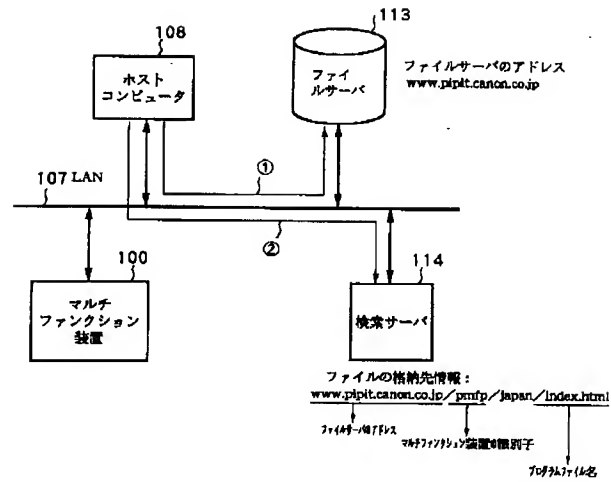 108
ホスト
コンピュータ
113
ファイ
ルサーバ
ファイルサーバのアドレス
www.pipit.canon.co.jp
①
107 LAN
②
100
マルチ
ファンクション
装置
114
検索サーバ
ファイルの格納先情報:
www.pipit.canon.co.jp/pmfp/japan/index.html
ファイルサーバのアドレス
マルチファンクション装置の識別子
プログラムファイル名